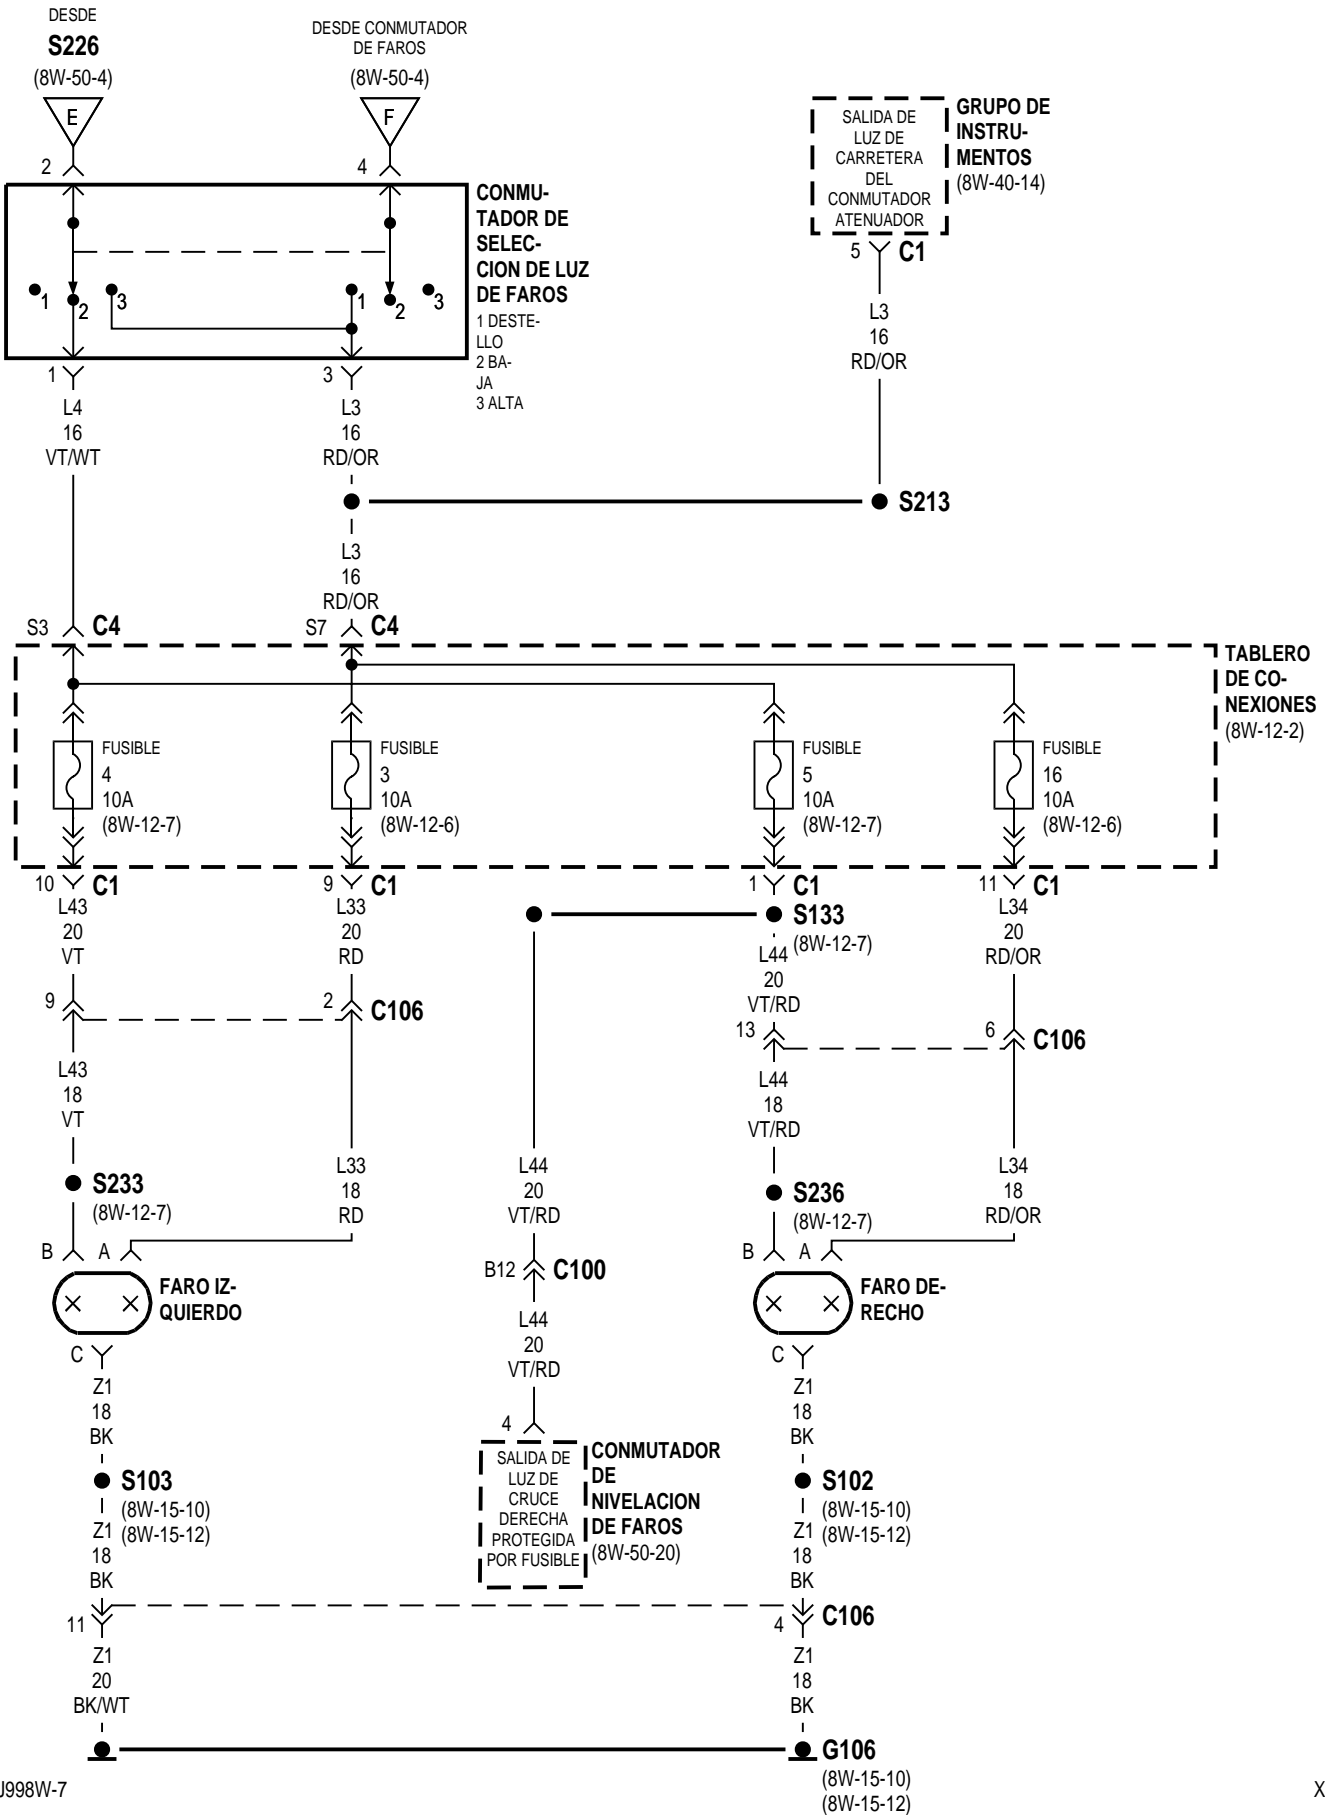 DESDE
S226
(8W-50-4)
E
DESDE CONMUTADOR
DE FAROS
(8W-50-4)
F
2
4
CONMU-
TADOR DE
SELEC-
CION DE LUZ
DE FAROS
1 DESTE-
LLO
2 BA-
JA
3 ALTA
1
2
3
1
2
3
SALIDA DE
LUZ DE
CARRETERA
DEL
CONMUTADOR
ATENUADOR
GRUPO DE
INSTRU-
MENTOS
(8W-40-14)
5
C1
L3
16
RD/OR
1
L4
16
VT/WT
3
L3
16
RD/OR
S213
L3
16
RD/OR
S3
C4
S7
C4
TABLERO
DE CO-
NEXIONES
(8W-12-2)
FUSIBLE
4
10A
(8W-12-7)
FUSIBLE
3
10A
(8W-12-6)
FUSIBLE
5
10A
(8W-12-7)
FUSIBLE
16
10A
(8W-12-6)
10
C1
9
C1
1
C1
11
C1
L43
20
VT
L33
20
RD
S133
(8W-12-7)
L44
20
VT/RD
L34
20
RD/OR
9
2
C106
13
6
C106
L43
18
VT
L44
18
VT/RD
L33
18
RD
L44
20
VT/RD
L34
18
RD/OR
S233
(8W-12-7)
S236
(8W-12-7)
B
A
B
A
FARO IZ-
QUIERDO
B12
C100
FARO DE-
RECHO
L44
20
VT/RD
C
Z1
18
BK
C
Z1
18
BK
4
SALIDA DE
LUZ DE
CRUCE
DERECHA
PROTEGIDA
POR FUSIBLE
CONMUTADOR
DE
NIVELACION
DE FAROS
(8W-50-20)
S103
(8W-15-10)
(8W-15-12)
S102
(8W-15-10)
(8W-15-12)
Z1
18
BK
Z1
18
BK
11
4
C106
Z1
20
BK/WT
Z1
18
BK
G106
(8W-15-10)
(8W-15-12)
J998W-7
X